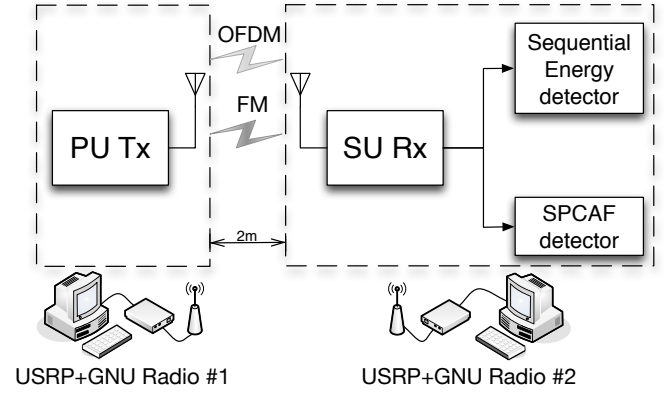 OFDM
FM
PU Tx
SU Rx
Sequential
Energy
detector
SPCAF
detector
2m
USRP+GNU Radio #1
USRP+GNU Radio #2